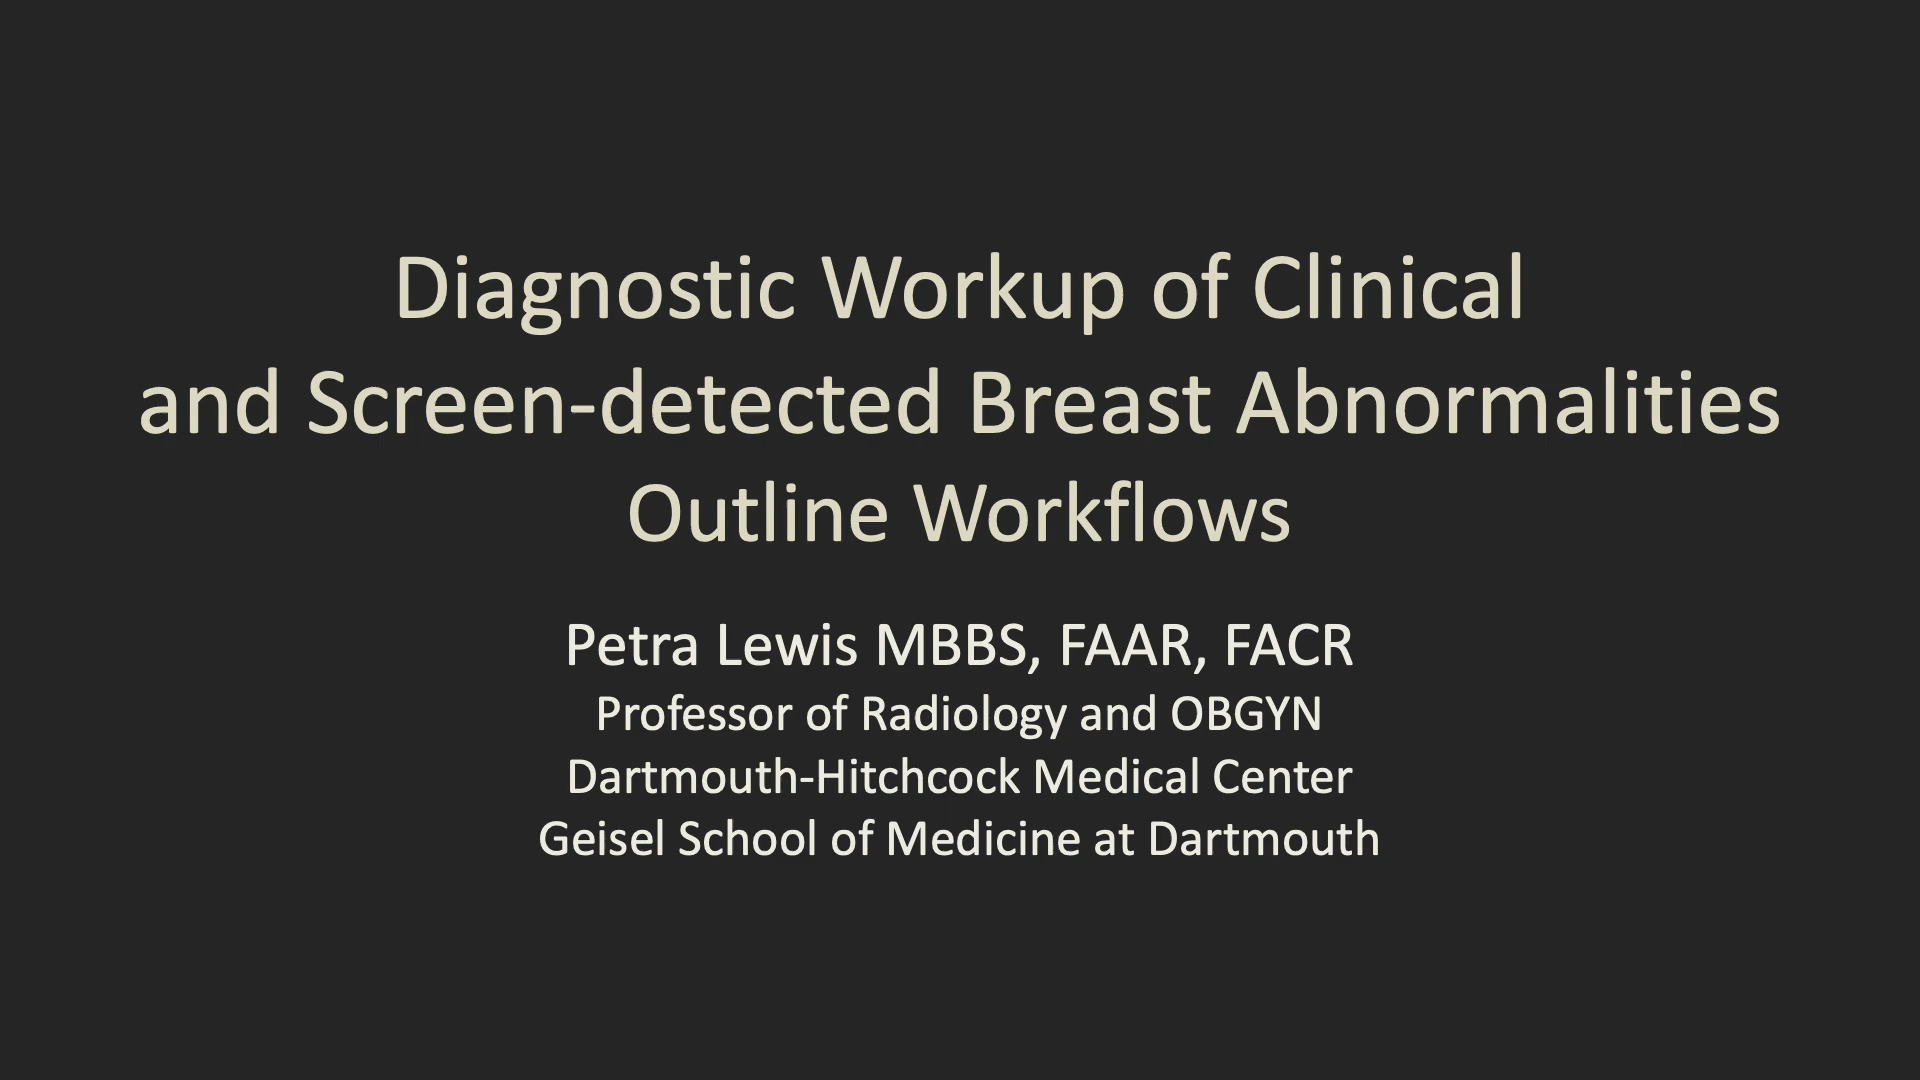 Diagnostic Workup of Clinical
and Screen-detected Breast Abnormalities
Outline Workflows
Petra Lewis MBBS, FAAR, FACR
Professor of Radiology and OBGYN
Dartmouth-Hitchcock Medical Center
Geisel School of Medicine at Dartmouth